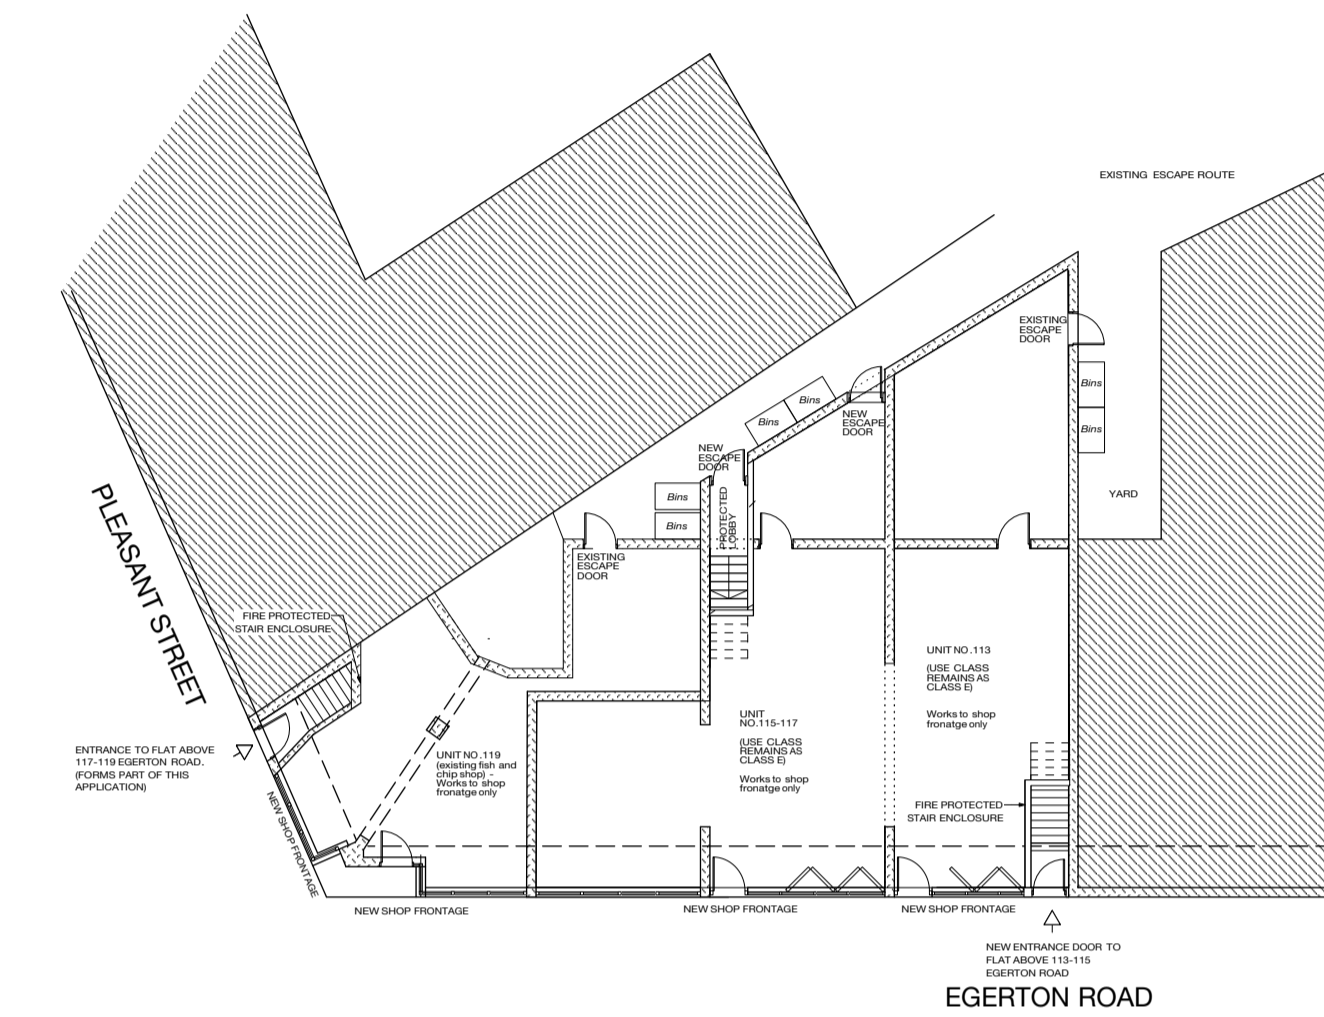 EXISTING ESCAPE ROUTE
EXISTING
ESCAPE
DOOR
Bins
Bins
YARD
Bins
Bins
NEW
ESCAPE
DOOR
NEW
ESCAPE
DOOR
PROTECTED
LOBBY
Bins
Bins
EXISTING
ESCAPE
DOOR
PLEASANT STREET
FIRE PROTECTED
STAIR ENCLOSURE
ENTRANCE TO FLAT ABOVE
117-119 EGERTON ROAD.
(FORMS PART OF THIS
APPLICATION)
NEW SHOP FRONTAGE
UNIT NO.119
(existing fish and
chip shop) -
Works to shop
fronatge only
UNIT
NO.115-117
(USE CLASS
REMAINS AS
CLASS E)
Works to shop
fronatge only
UNIT NO.113
(USE CLASS
REMAINS AS
CLASS E)
Works to shop
fronatge only
FIRE PROTECTED
STAIR ENCLOSURE
NEW SHOP FRONTAGE
NEW SHOP FRONTAGE
NEW SHOP FRONTAGE
NEW ENTRANCE DOOR TO
FLAT ABOVE 113-115
EGERTON ROAD
EGERTON ROAD